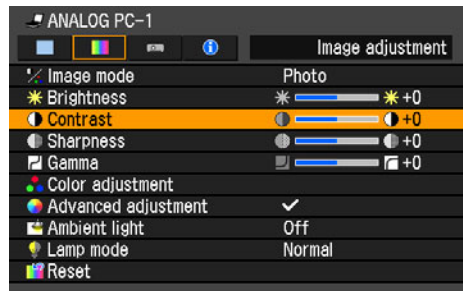 ANALOG PC-1
Image adjustment
Image mode Photo
Brightness +0
Contrast +0
Sharpness +0
Gamma +0
Color adjustment
Advanced adjustment
Ambient light Off
Lamp mode Normal
Reset